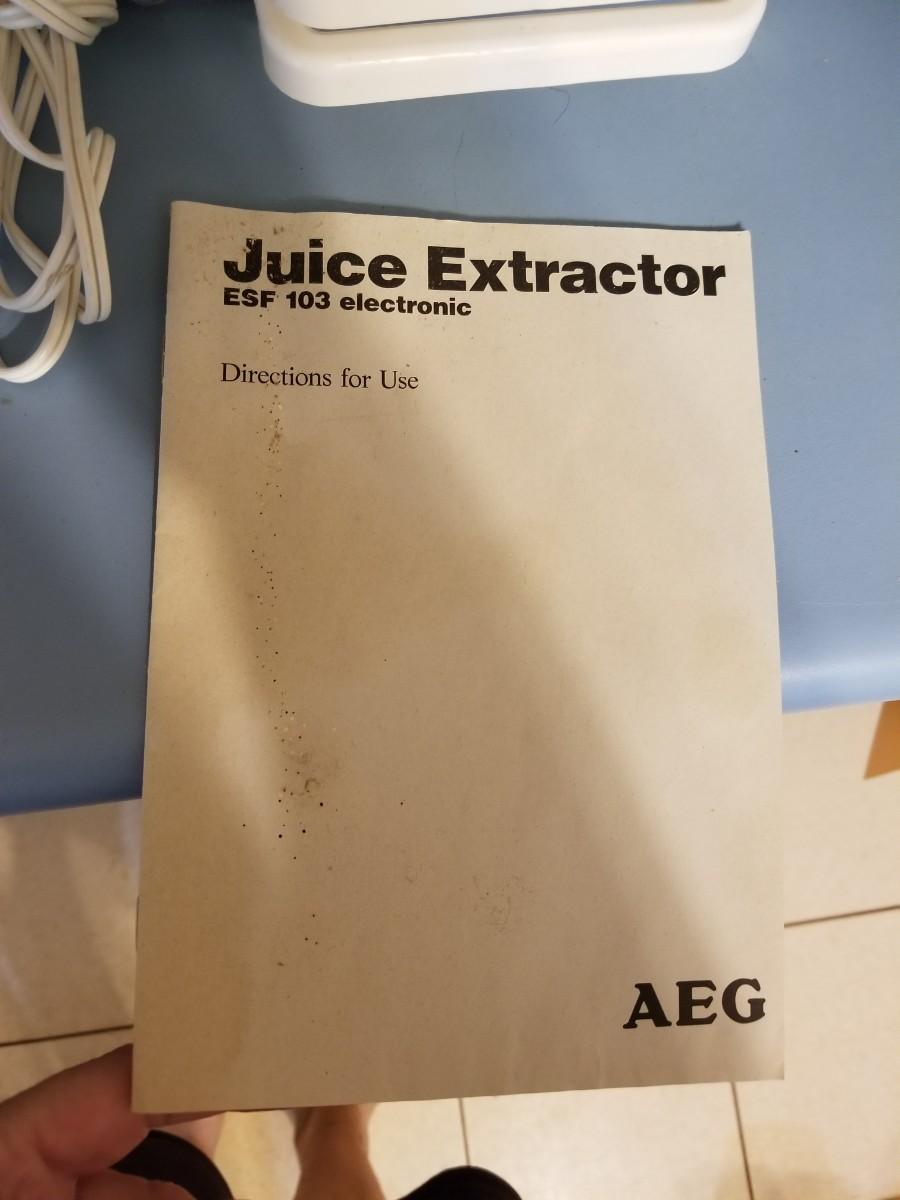 Juice Extractor
ESF 103 electronic
Directions for Use
AEG